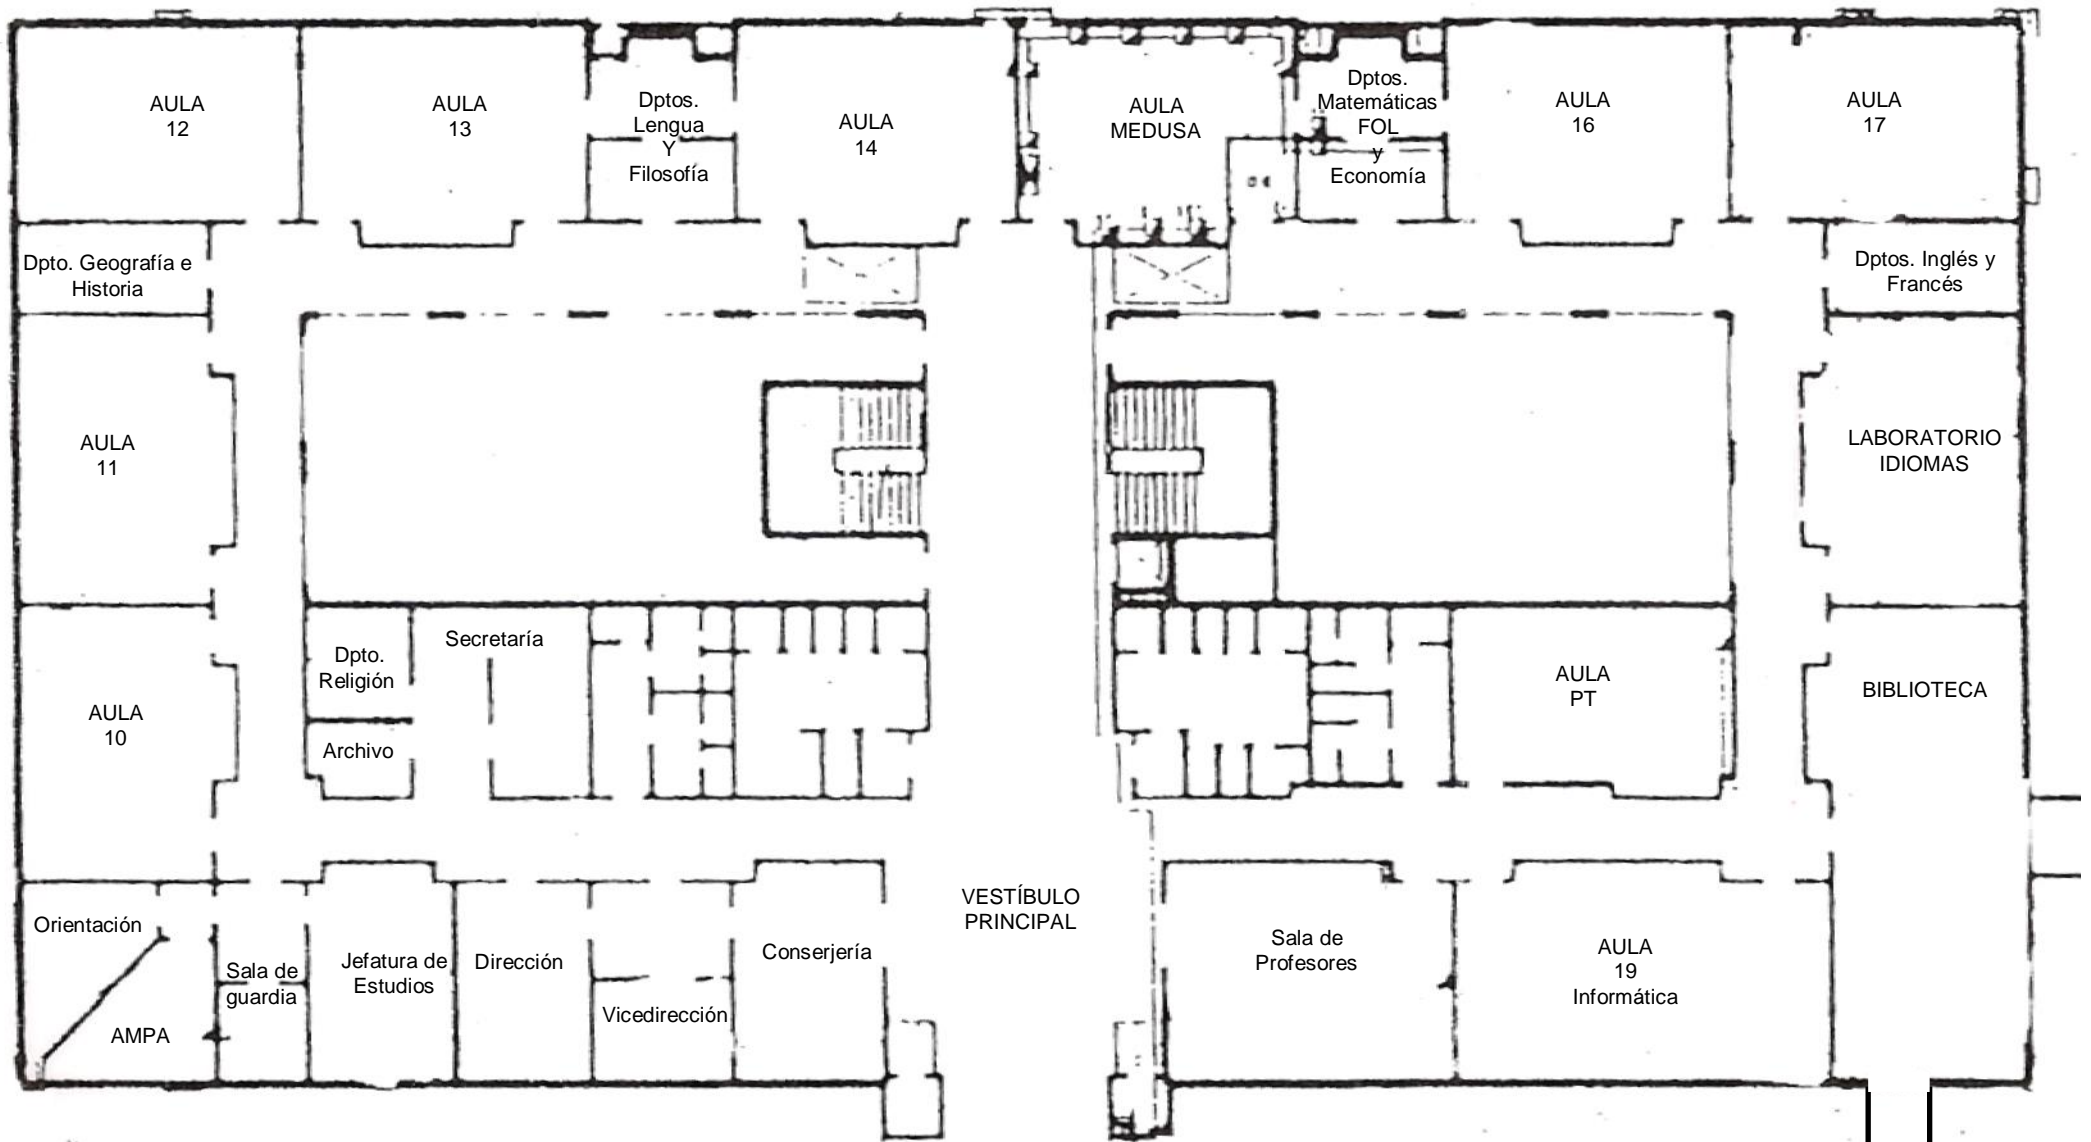 AULA
12
AULA
13
Dptos.
Lengua
Y
Filosofía
AULA
14
AULA
MEDUSA
Dptos.
Matemáticas
FOL
y
Economía
AULA
16
AULA
17
Dpto. Geografía e
Historia
Dptos. Inglés y
Francés
AULA
11
LABORATORIO
IDIOMAS
AULA
10
Dpto.
Religión
Secretaría
Archivo
AULA
PT
BIBLIOTECA
Orientación
AMPA
Sala de
guardia
Jefatura de
Estudios
Dirección
Vicedirección
Conserjería
VESTÍBULO
PRINCIPAL
Sala de
Profesores
AULA
19
Informática